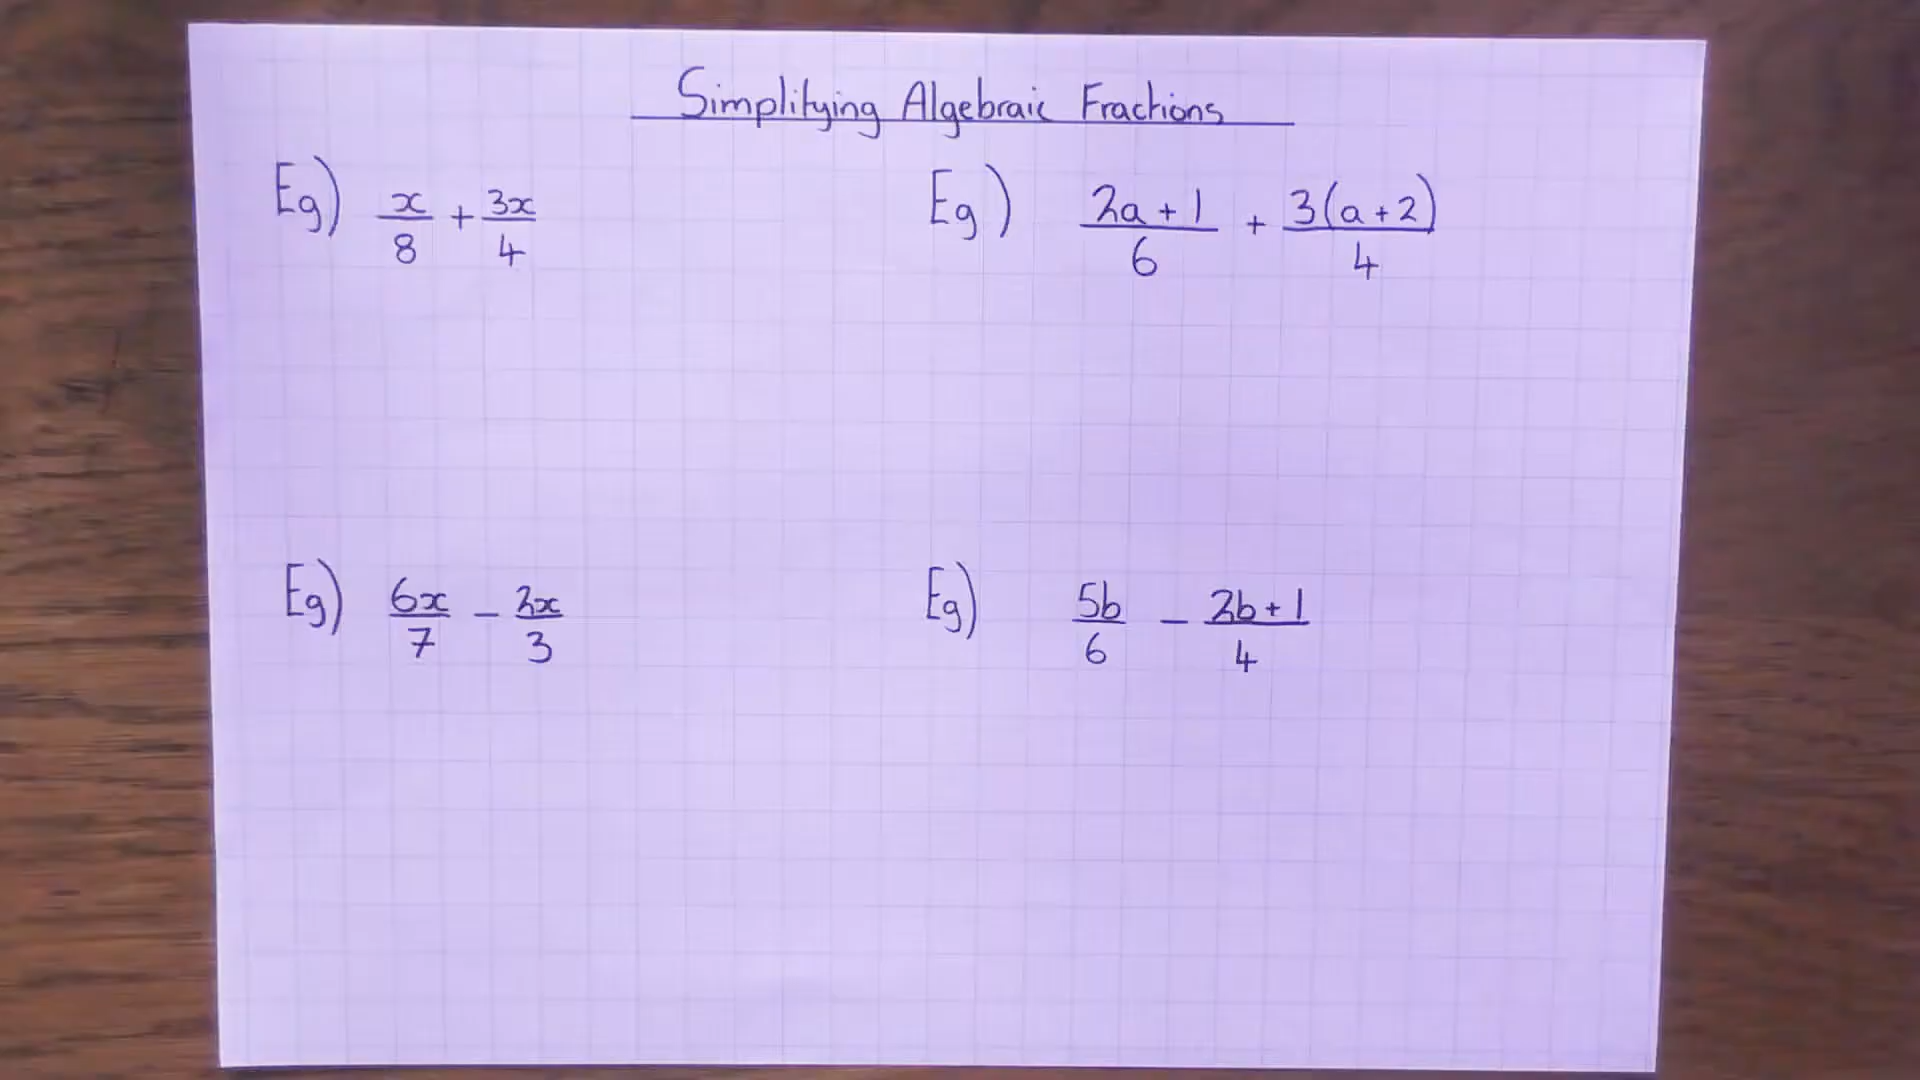 Simplifying Algebraic Fractions
Eg) x/8 + 3x/4
Eg) (2a + 1)/6 + 3(a + 2)/4
Eg) 6x/7 - 2x/3
Eg) 5b/6 - (2b + 1)/4